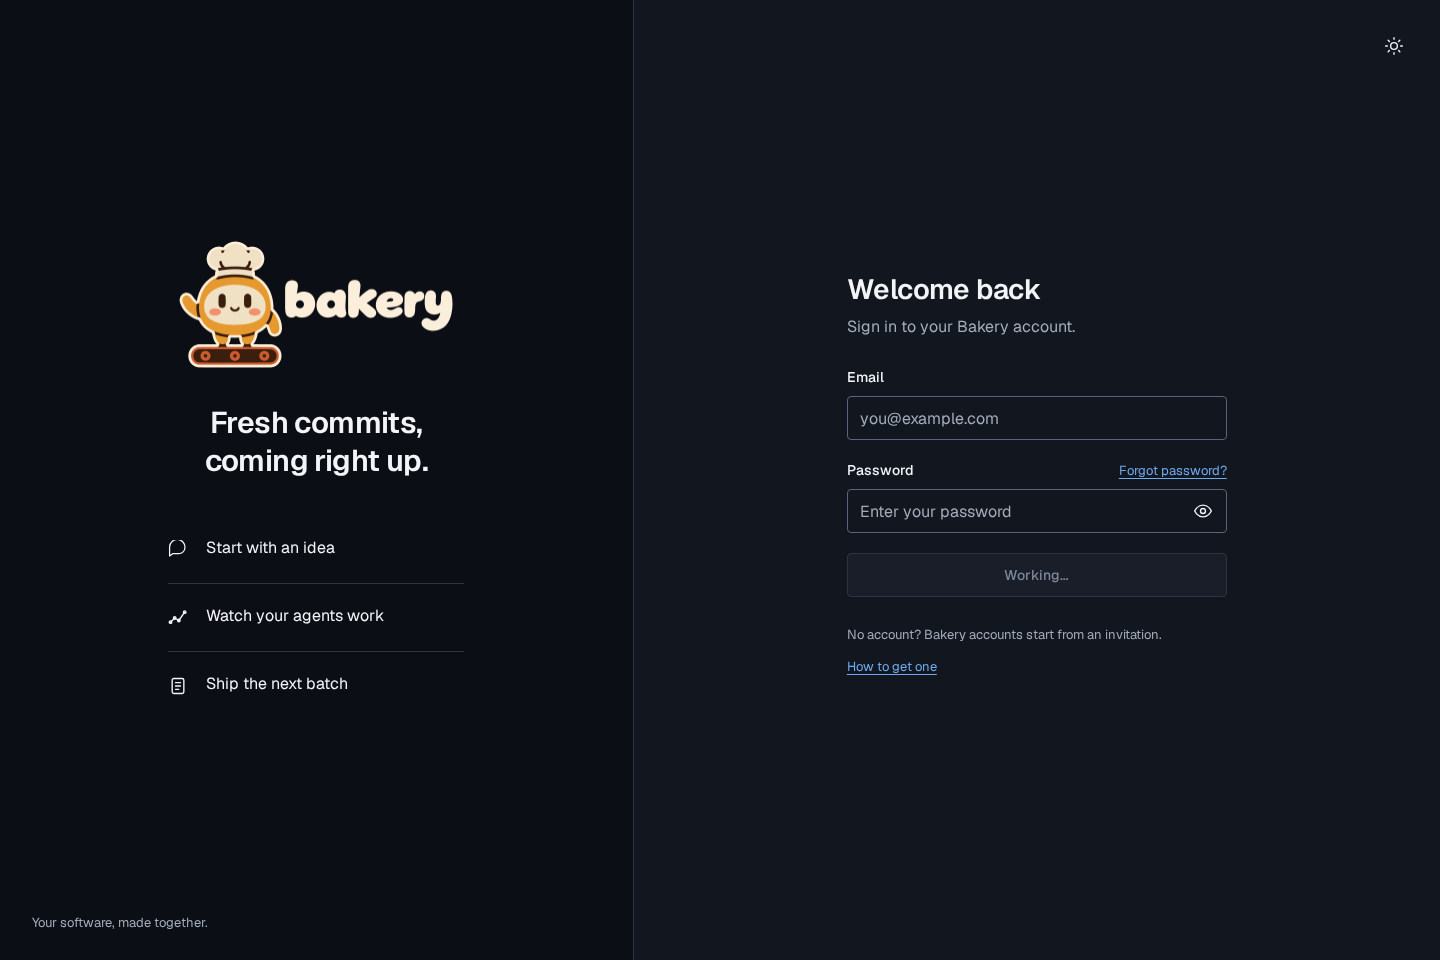 bakery
Fresh commits,
coming right up.
Start with an idea
Watch your agents work
Ship the next batch
Your software, made together.
Welcome back
Sign in to your Bakery account.
Email
you@example.com
Password
Forgot password?
Enter your password
Working…
No account? Bakery accounts start from an invitation.
How to get one